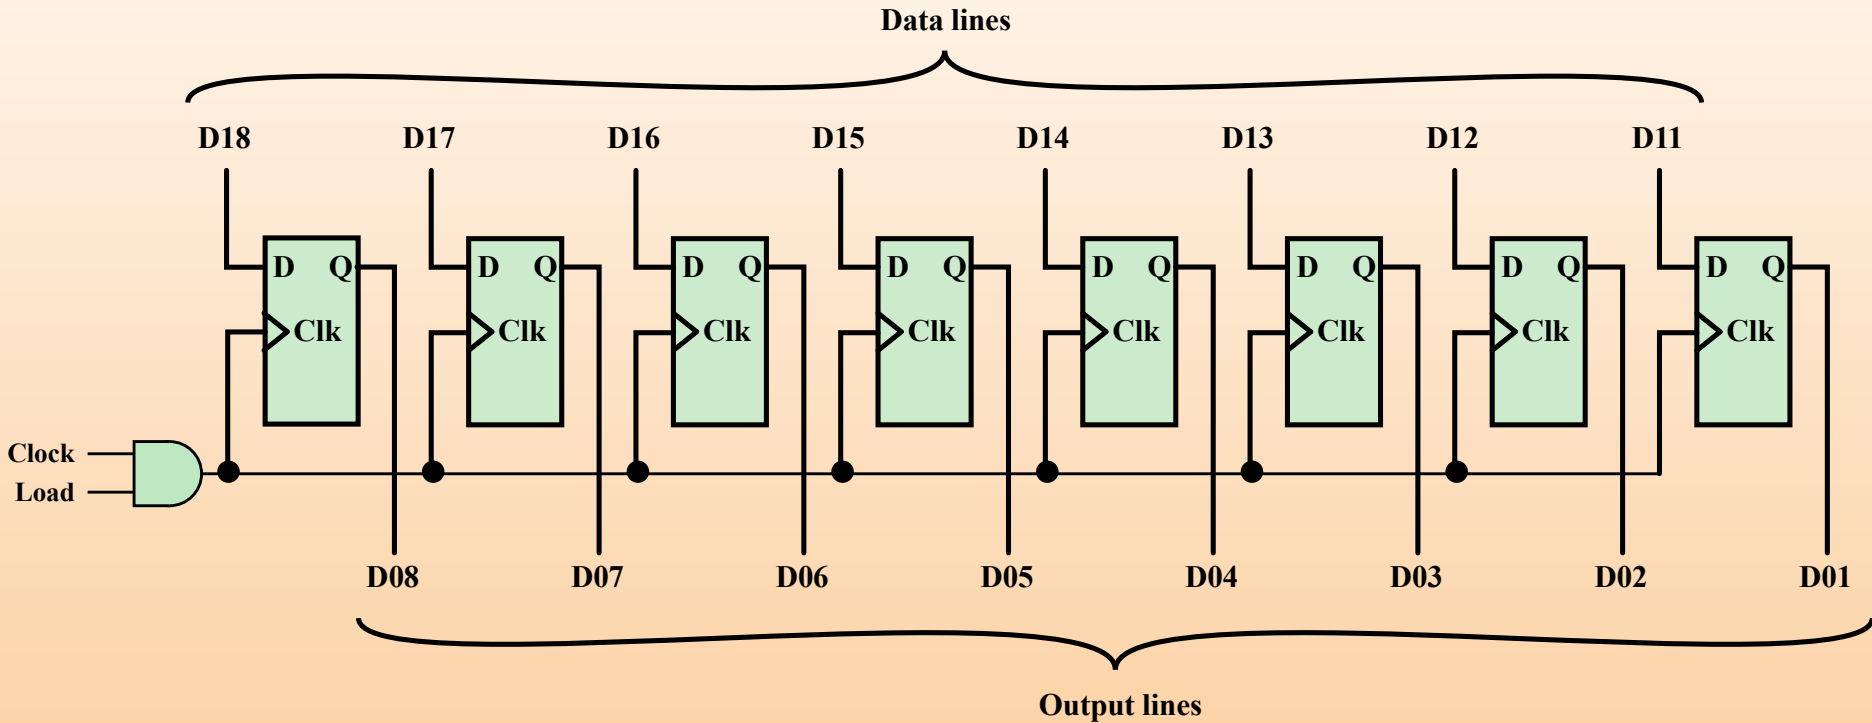 Data lines
D18 D17 D16 D15 D14 D13 D12 D11
D Q D Q D Q D Q D Q D Q D Q D Q
Clk Clk Clk Clk Clk Clk Clk Clk
Clock
Load
D08 D07 D06 D05 D04 D03 D02 D01
Output lines